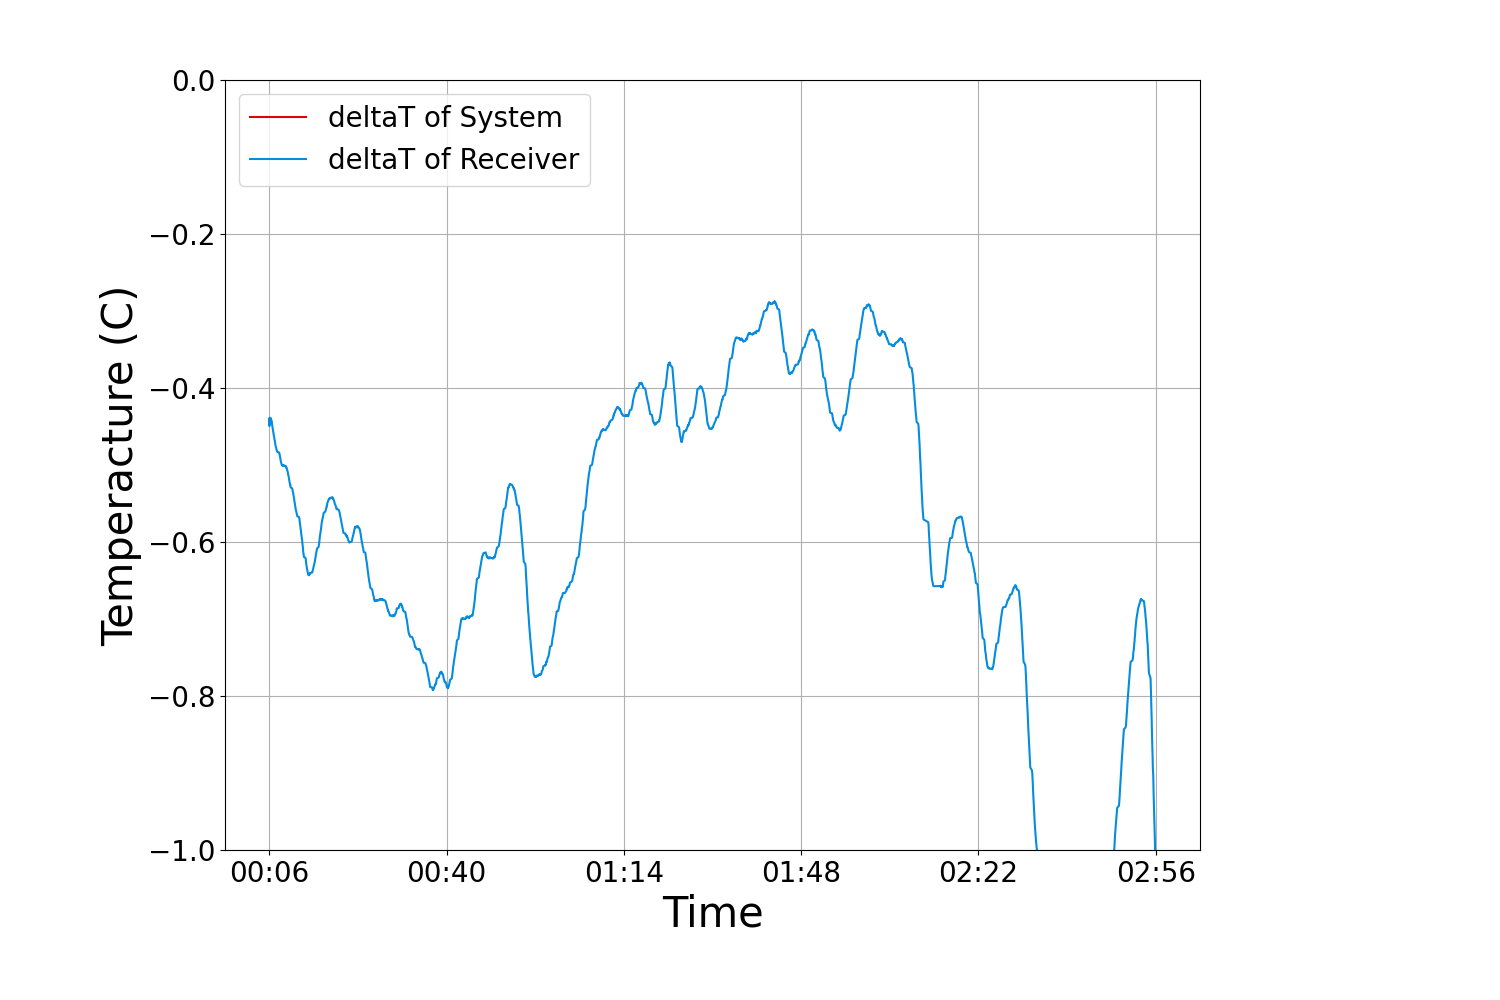 0.0
deltaT of System
deltaT of Receiver
−0.2
−0.4
−0.6
−0.8
−1.0
Temperacture (C)
00:06 00:40 01:14 01:48 02:22 02:56
Time